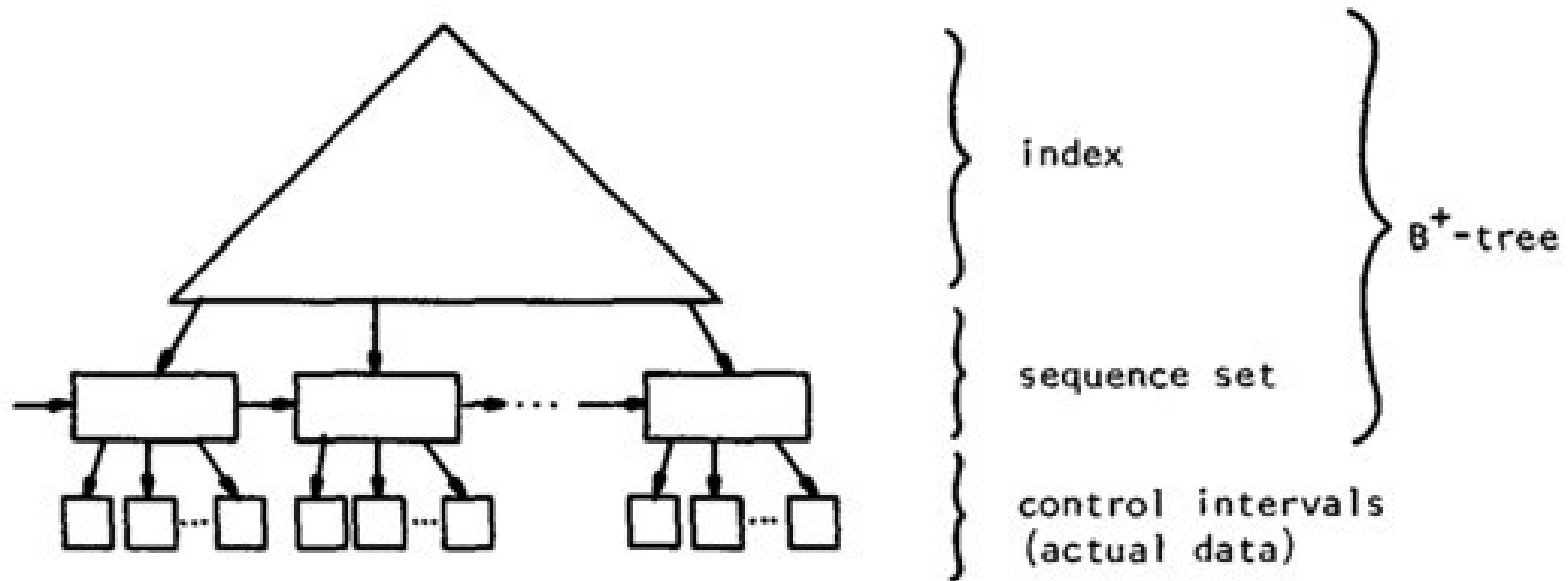 index
B⁺-tree
sequence set
control intervals
(actual data)